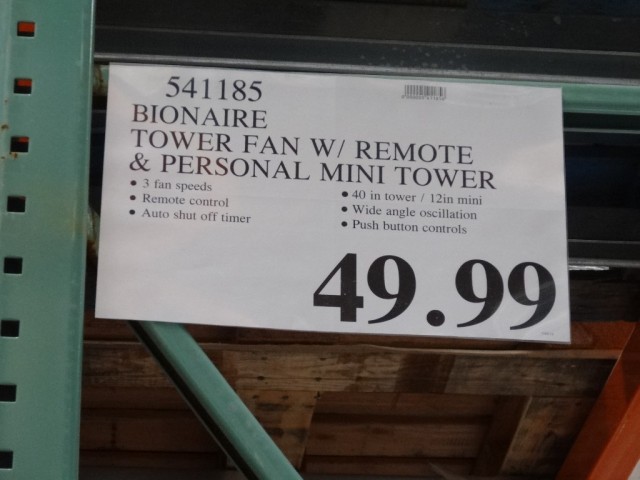 541185
BIONAIRE
TOWER FAN W/ REMOTE
& PERSONAL MINI TOWER
• 3 fan speeds
• Remote control
• Auto shut off timer
• 40 in tower / 12in mini
• Wide angle oscillation
• Push button controls
49.99